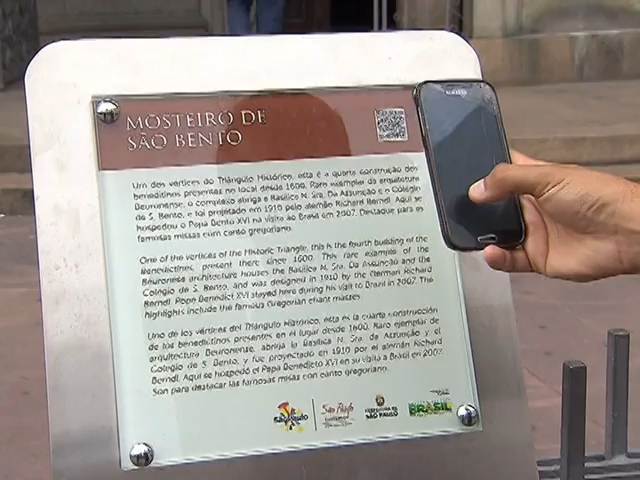 MOSTEIRO DE
SÃO BENTO
Um dos vértices do Triângulo Histórico, esta é a quarta construção dos
beneditinos presentes no local desde 1600. Raro exemplar da arquitetura
Beuronense, o complexo abriga a Basílica N. Sra. Da Assunção e o Colégio
de S. Bento, e foi projetado em 1910 pelo alemão Richard Berndl. Aqui se
hospedou o Papa Bento XVI na visita ao Brasil em 2007. Destaque para as
famosas missas com canto gregoriano.
One of the vertices of the Historic Triangle, this is the fourth building of the
Benedictines, present there since 1600. This rare example of the
Beuronse architecture houses the Basílica N. Sra. Da Assunção and the
Colégio de S. Bento, and was designed in 1910 by the German Richard
Berndl. Pope Benedict XVI stayed here during his visit to Brazil in 2007. The
highlights include the famous Gregorian chant masses
Uno de los vértices del Triángulo Histórico, esta es la cuarta construcción
de los benedictinos presentes en el lugar desde 1600. Raro ejemplar de
arquitectura Beuronense, abriga la Basílica N. Sra. Da Assunção y el
Colegio de S. Bento, y fue proyectado en 1910 por el alemán Richard
Berndl. Aquí se hospedó el Papa Benedicto XVI en su visita a Brasil en 2007.
Son para destacar las famosas misas con canto gregoriano.
São Paulo
São Paulo
PREFEITURA DE
SÃO PAULO
BRASIL
SAMSUNG